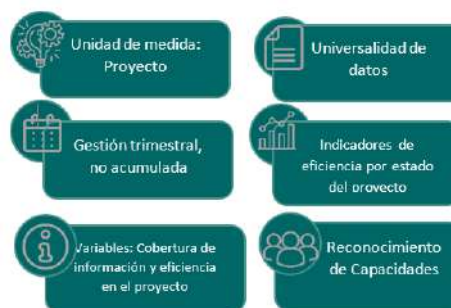 Unidad de medida:
Proyecto
Universalidad de
datos
Gestión trimestral,
no acumulada
Indicadores de
eficiencia por estado
del proyecto
Variables: Cobertura de
información y eficiencia
en el proyecto
Reconocimiento
de Capacidades